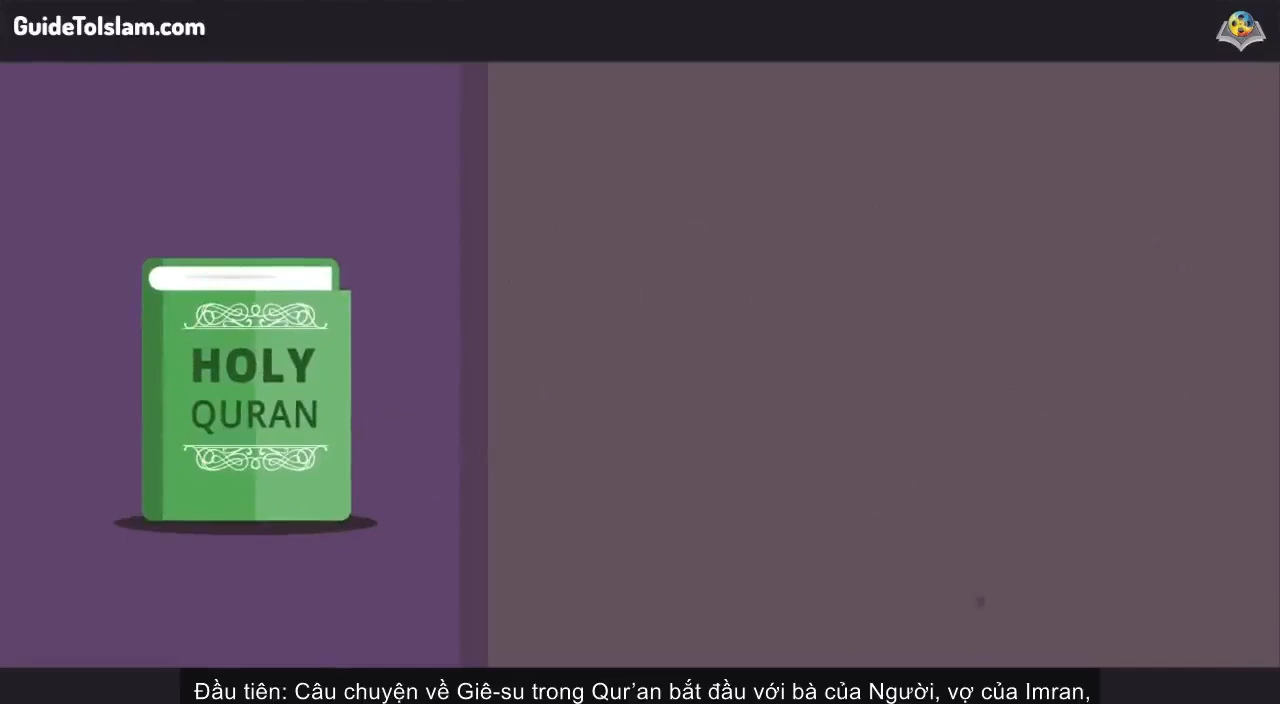 GuideToIslam.com
HOLY
QURAN
Đầu tiên: Câu chuyện về Giê-su trong Qur’an bắt đầu với bà của Người, vợ của Imran,